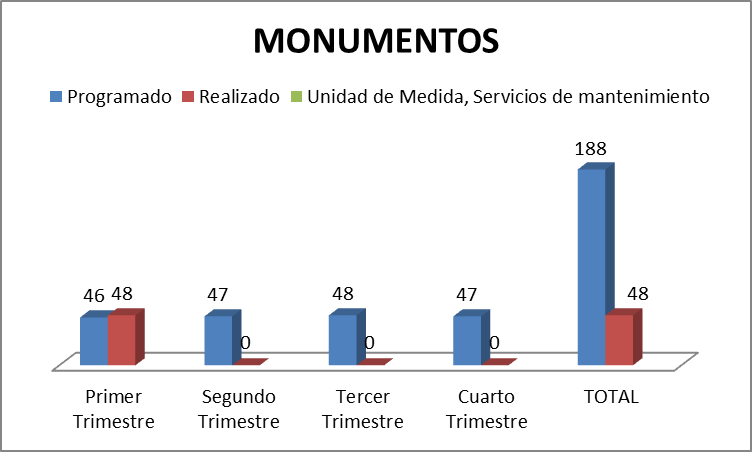 MONUMENTOS
Programado Realizado Unidad de Medida, Servicios de mantenimiento
188
46 48 47 0 48 0 47 0 48
Primer Segundo Tercer Cuarto TOTAL
Trimestre Trimestre Trimestre Trimestre